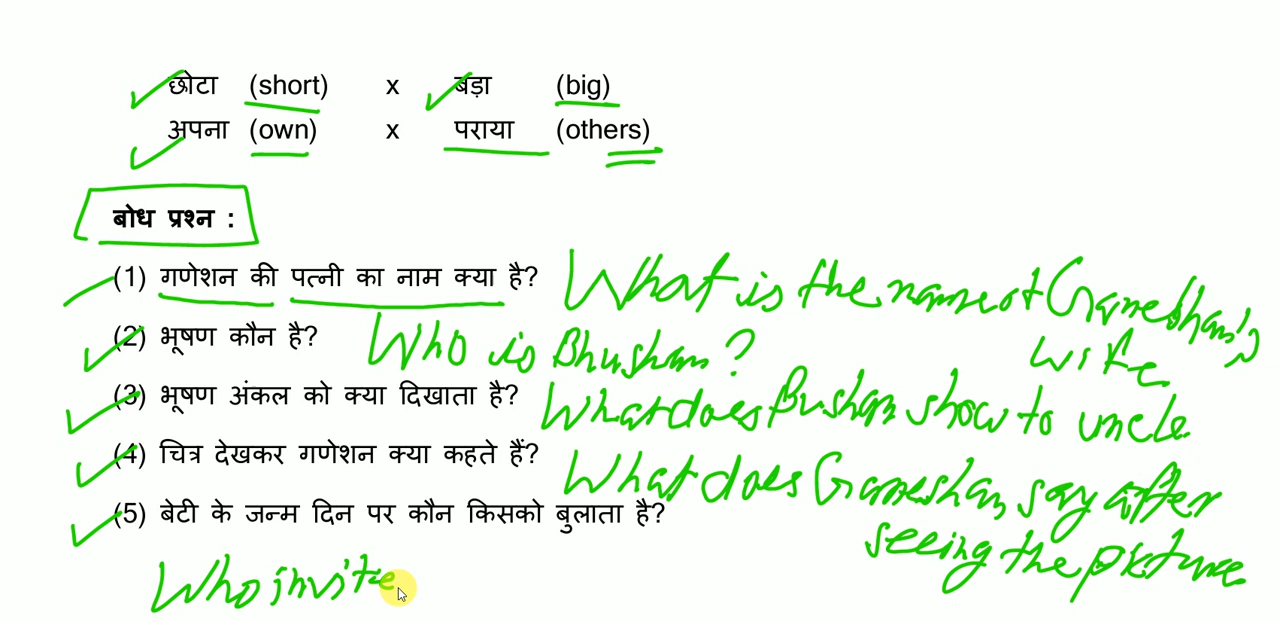 छोटा (short) x बड़ा (big)
अपना (own) x पराया (others)
बोध प्रश्न :
(1) गणेशन की पत्नी का नाम क्या है? What is the name of Ganeshan's
wife
(2) भूषण कौन है? Who is Bhushan?
(3) भूषण अंकल को क्या दिखाता है? What does Bushan show to uncle
(4) चित्र देखकर गणेशन क्या कहते हैं? What does Ganeshan say after
seeing the picture
(5) बेटी के जन्म दिन पर कौन किसको बुलाता है?
Who invite